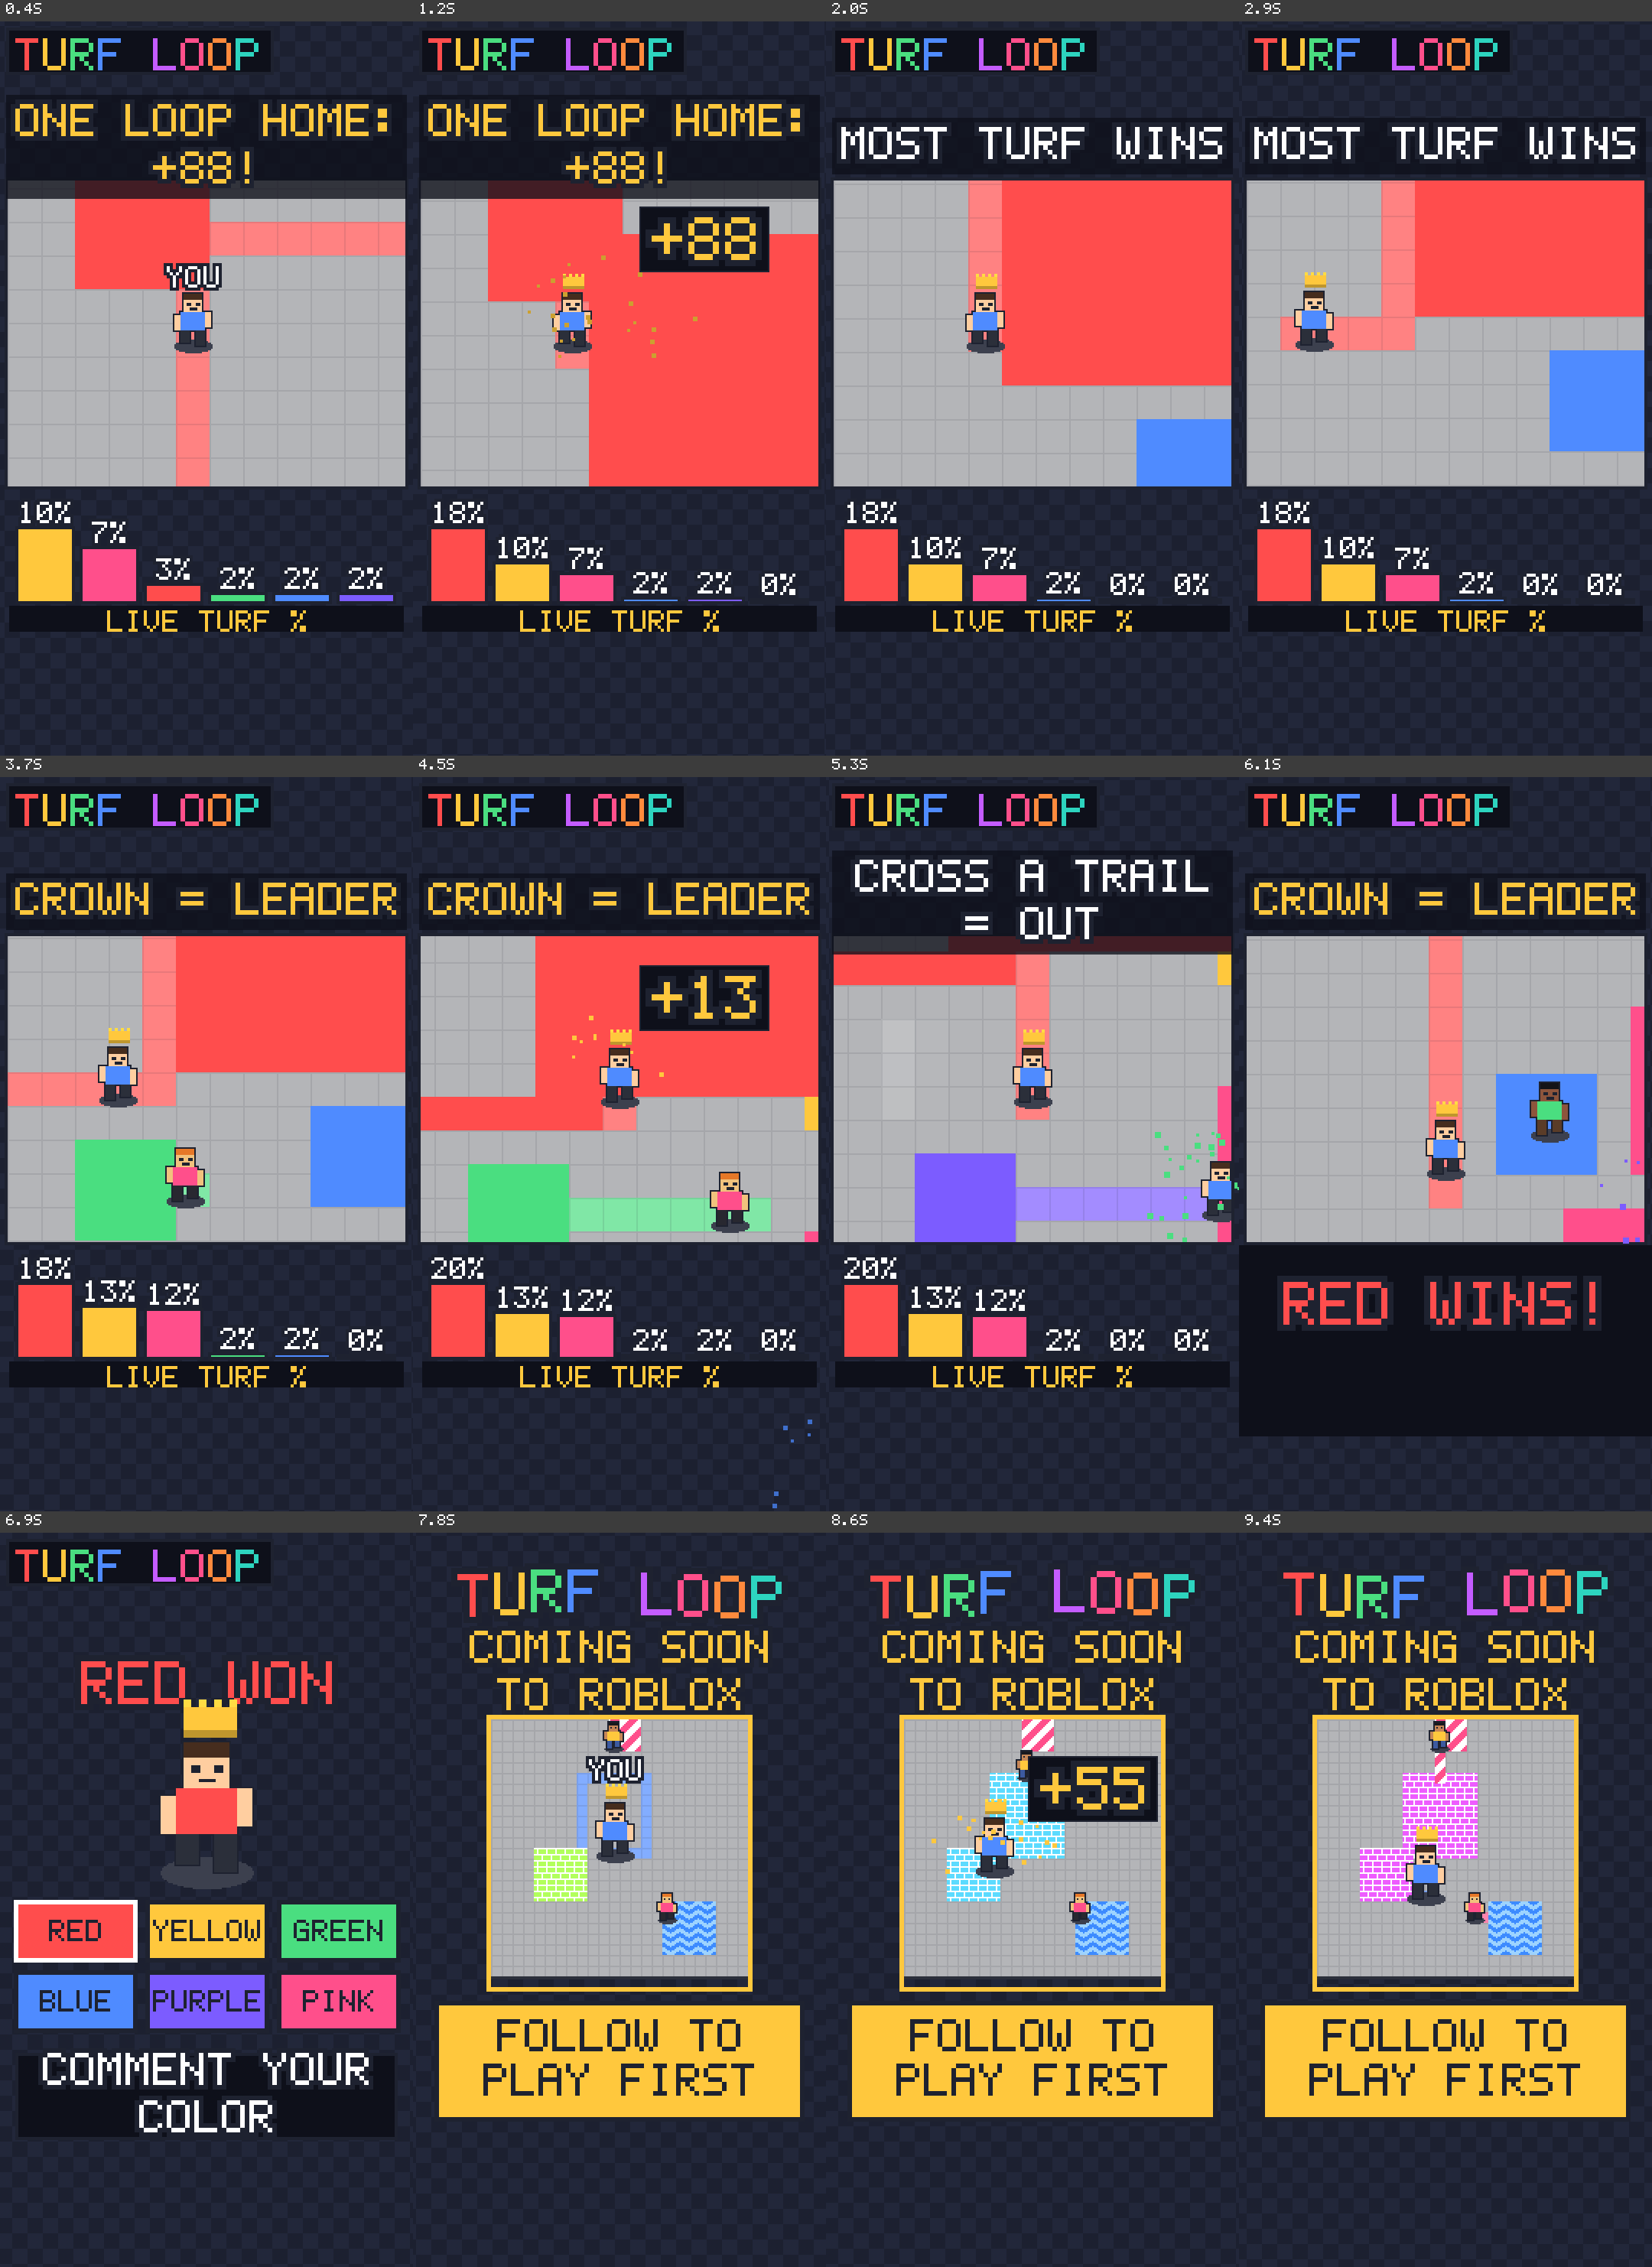 0.4S
TURF LOOP
ONE LOOP HOME:
+88!
YOU
10% 7% 3% 2% 2% 2%
LIVE TURF %
1.2S
TURF LOOP
ONE LOOP HOME:
+88!
+88
18% 10% 7% 2% 2% 0%
LIVE TURF %
2.0S
TURF LOOP
MOST TURF WINS
18% 10% 7% 2% 0% 0%
LIVE TURF %
2.9S
TURF LOOP
MOST TURF WINS
18% 10% 7% 2% 0% 0%
LIVE TURF %
3.7S
TURF LOOP
CROWN = LEADER
18% 13% 12% 2% 2% 0%
LIVE TURF %
4.5S
TURF LOOP
CROWN = LEADER
+13
20% 13% 12% 2% 2% 0%
LIVE TURF %
5.3S
TURF LOOP
CROSS A TRAIL
= OUT
20% 13% 12% 2% 0% 0%
LIVE TURF %
6.1S
TURF LOOP
CROWN = LEADER
RED WINS!
6.9S
TURF LOOP
RED WON
RED YELLOW GREEN
BLUE PURPLE PINK
COMMENT YOUR
COLOR
7.8S
TURF LOOP
COMING SOON
TO ROBLOX
YOU
FOLLOW TO
PLAY FIRST
8.6S
TURF LOOP
COMING SOON
TO ROBLOX
+55
FOLLOW TO
PLAY FIRST
9.4S
TURF LOOP
COMING SOON
TO ROBLOX
FOLLOW TO
PLAY FIRST